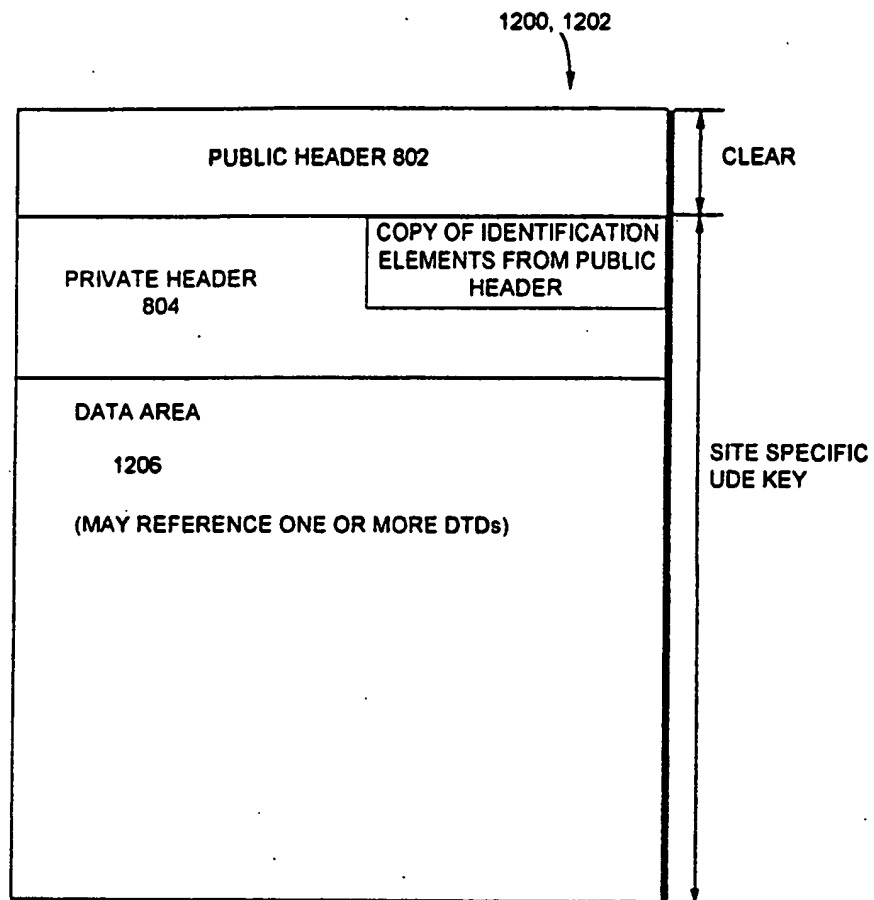 1200, 1202
PUBLIC HEADER 802
CLEAR
COPY OF IDENTIFICATION
ELEMENTS FROM PUBLIC
HEADER
PRIVATE HEADER
804
DATA AREA
1206
(MAY REFERENCE ONE OR MORE DTDs)
SITE SPECIFIC
UDE KEY